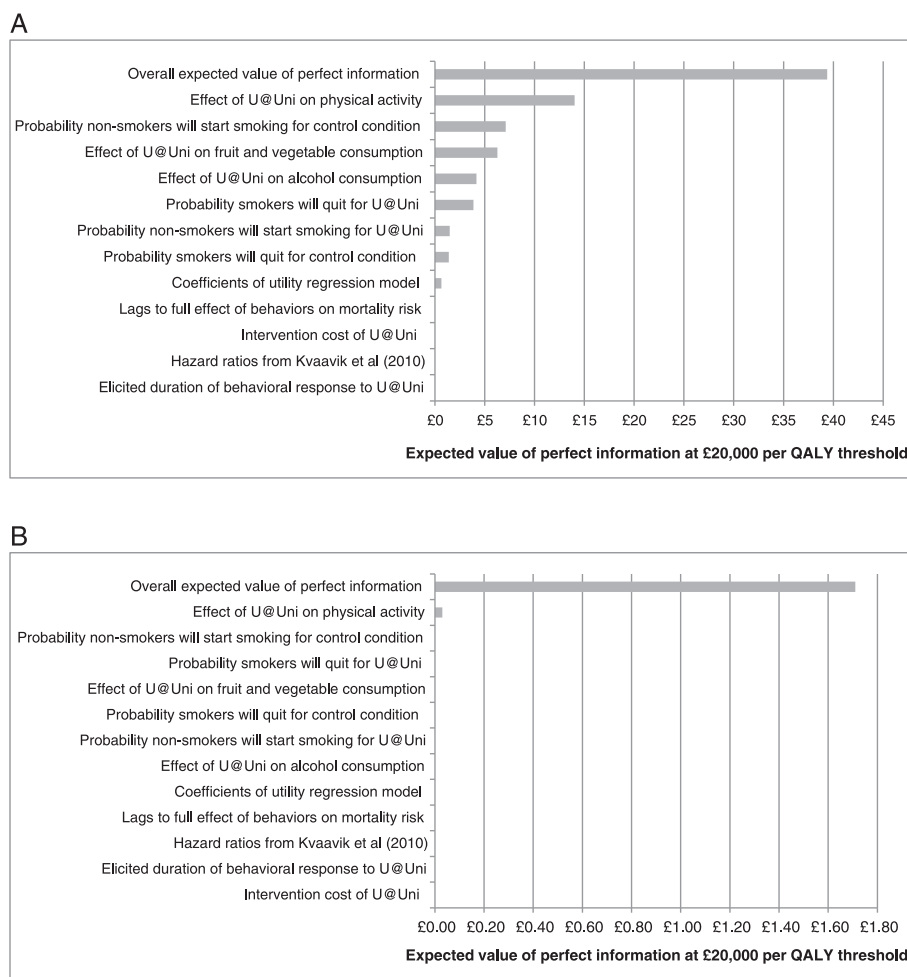 A
Overall expected value of perfect information
Effect of U@Uni on physical activity
Probability non-smokers will start smoking for control condition
Effect of U@Uni on fruit and vegetable consumption
Effect of U@Uni on alcohol consumption
Probability smokers will quit for U@Uni
Probability non-smokers will start smoking for U@Uni
Probability smokers will quit for control condition
Coefficients of utility regression model
Lags to full effect of behaviors on mortality risk
Intervention cost of U@Uni
Hazard ratios from Kvaavik et al (2010)
Elicited duration of behavioral response to U@Uni
£0 £5 £10 £15 £20 £25 £30 £35 £40 £45
Expected value of perfect information at £20,000 per QALY threshold
B
Overall expected value of perfect information
Effect of U@Uni on physical activity
Probability non-smokers will start smoking for control condition
Probability smokers will quit for U@Uni
Effect of U@Uni on fruit and vegetable consumption
Probability smokers will quit for control condition
Probability non-smokers will start smoking for U@Uni
Effect of U@Uni on alcohol consumption
Coefficients of utility regression model
Lags to full effect of behaviors on mortality risk
Hazard ratios from Kvaavik et al (2010)
Elicited duration of behavioral response to U@Uni
Intervention cost of U@Uni
£0.00 £0.20 £0.40 £0.60 £0.80 £1.00 £1.20 £1.40 £1.60 £1.80
Expected value of perfect information at £20,000 per QALY threshold